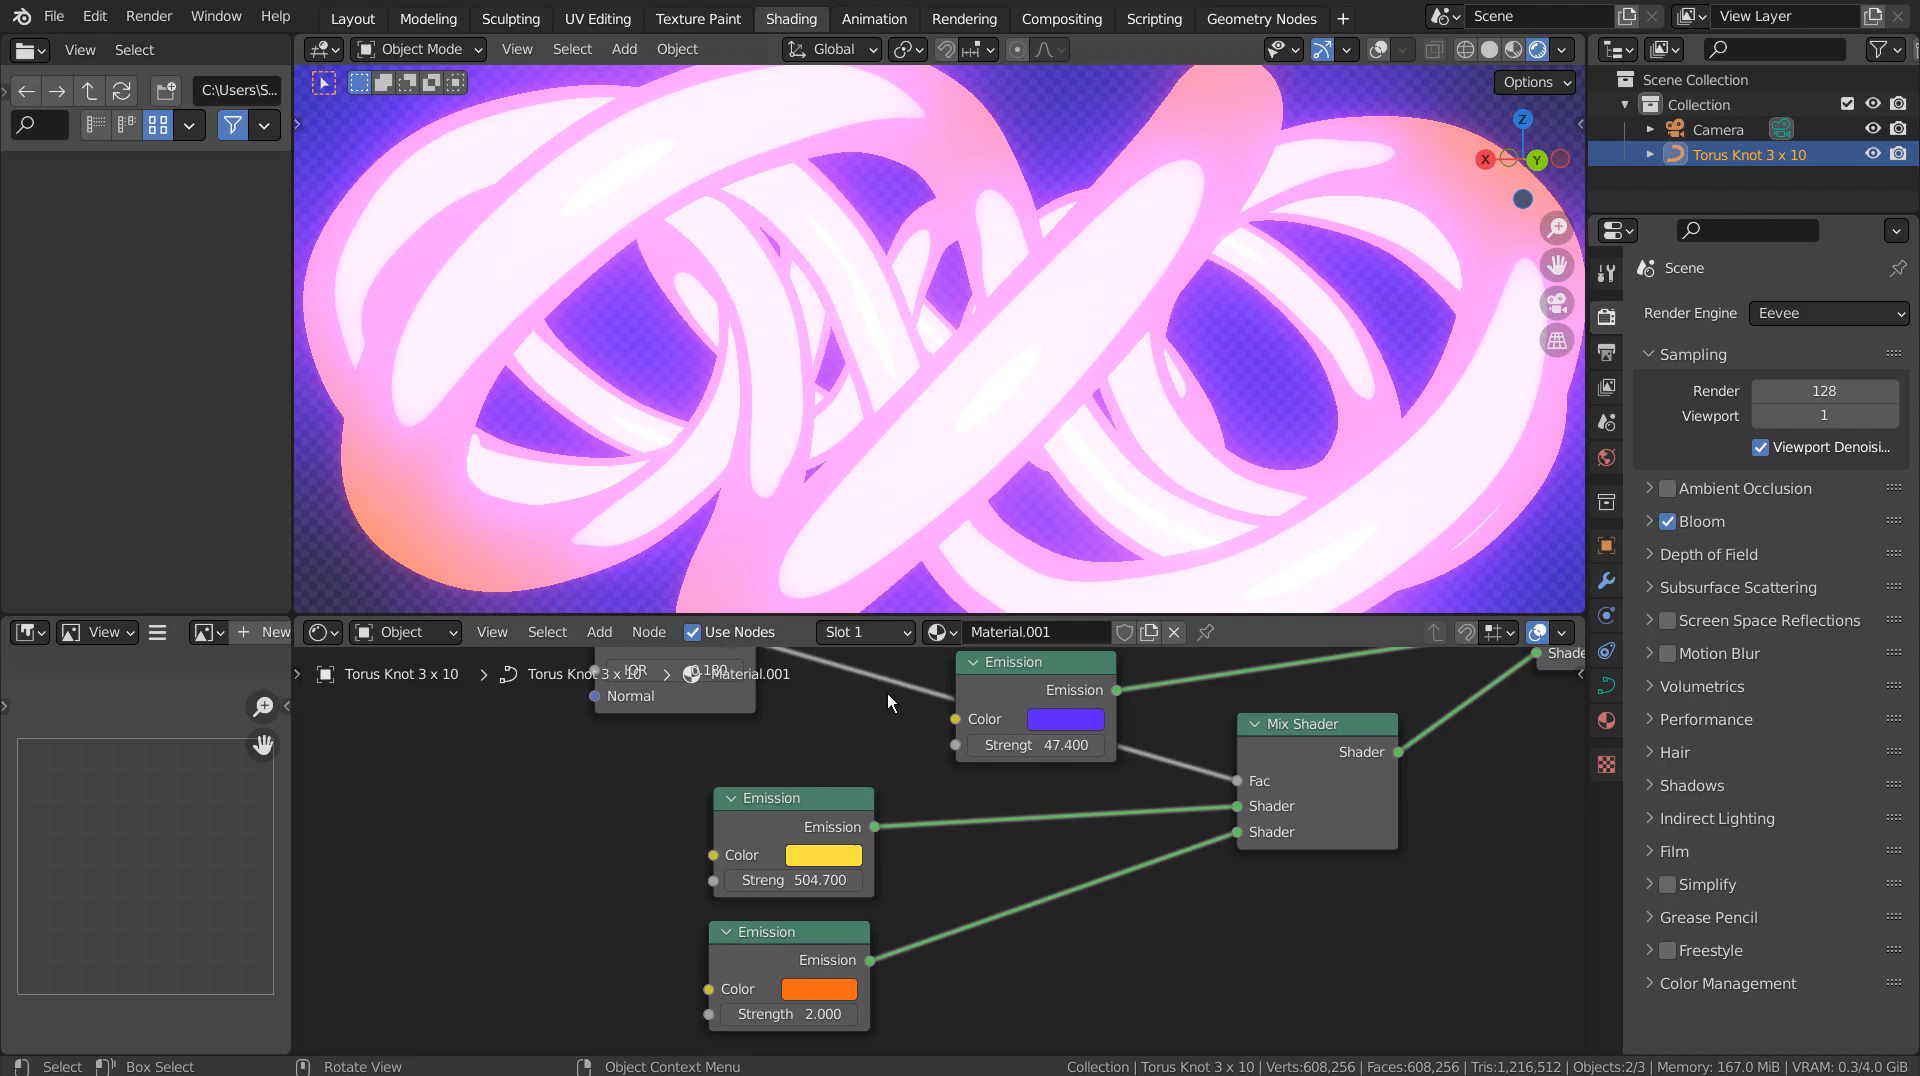 File Edit Render Window Help Layout Modeling Sculpting UV Editing Texture Paint Shading Animation Rendering Compositing Scripting Geometry Nodes + Scene View Layer
View Select Object Mode View Select Add Object Global
C:\Users\S...
Options
Z
X Y
Scene Collection
Collection
Camera
Torus Knot 3 x 10
Scene
Render Engine Eevee
Sampling
Render 128
Viewport 1
Viewport Denoisi...
Ambient Occlusion
Bloom
Depth of Field
Subsurface Scattering
Screen Space Reflections
Motion Blur
Volumetrics
Performance
Hair
Shadows
Indirect Lighting
Film
Simplify
Grease Pencil
Freestyle
Color Management
View + New Object View Select Add Node Use Nodes Slot 1 Material.001
IOR 0.180
Torus Knot 3 x 10 > Torus Knot 3 x 10 > Material.001
Normal
Emission
Emission
Color
Strengt 47.400
Shade
Mix Shader
Shader
Fac
Shader
Shader
Emission
Emission
Color
Streng 504.700
Emission
Emission
Color
Strength 2.000
Select Box Select Rotate View Object Context Menu Collection | Torus Knot 3 x 10 | Verts:608,256 | Faces:608,256 | Tris:1,216,512 | Objects:2/3 | Memory: 167.0 MiB | VRAM: 0.3/4.0 GiB